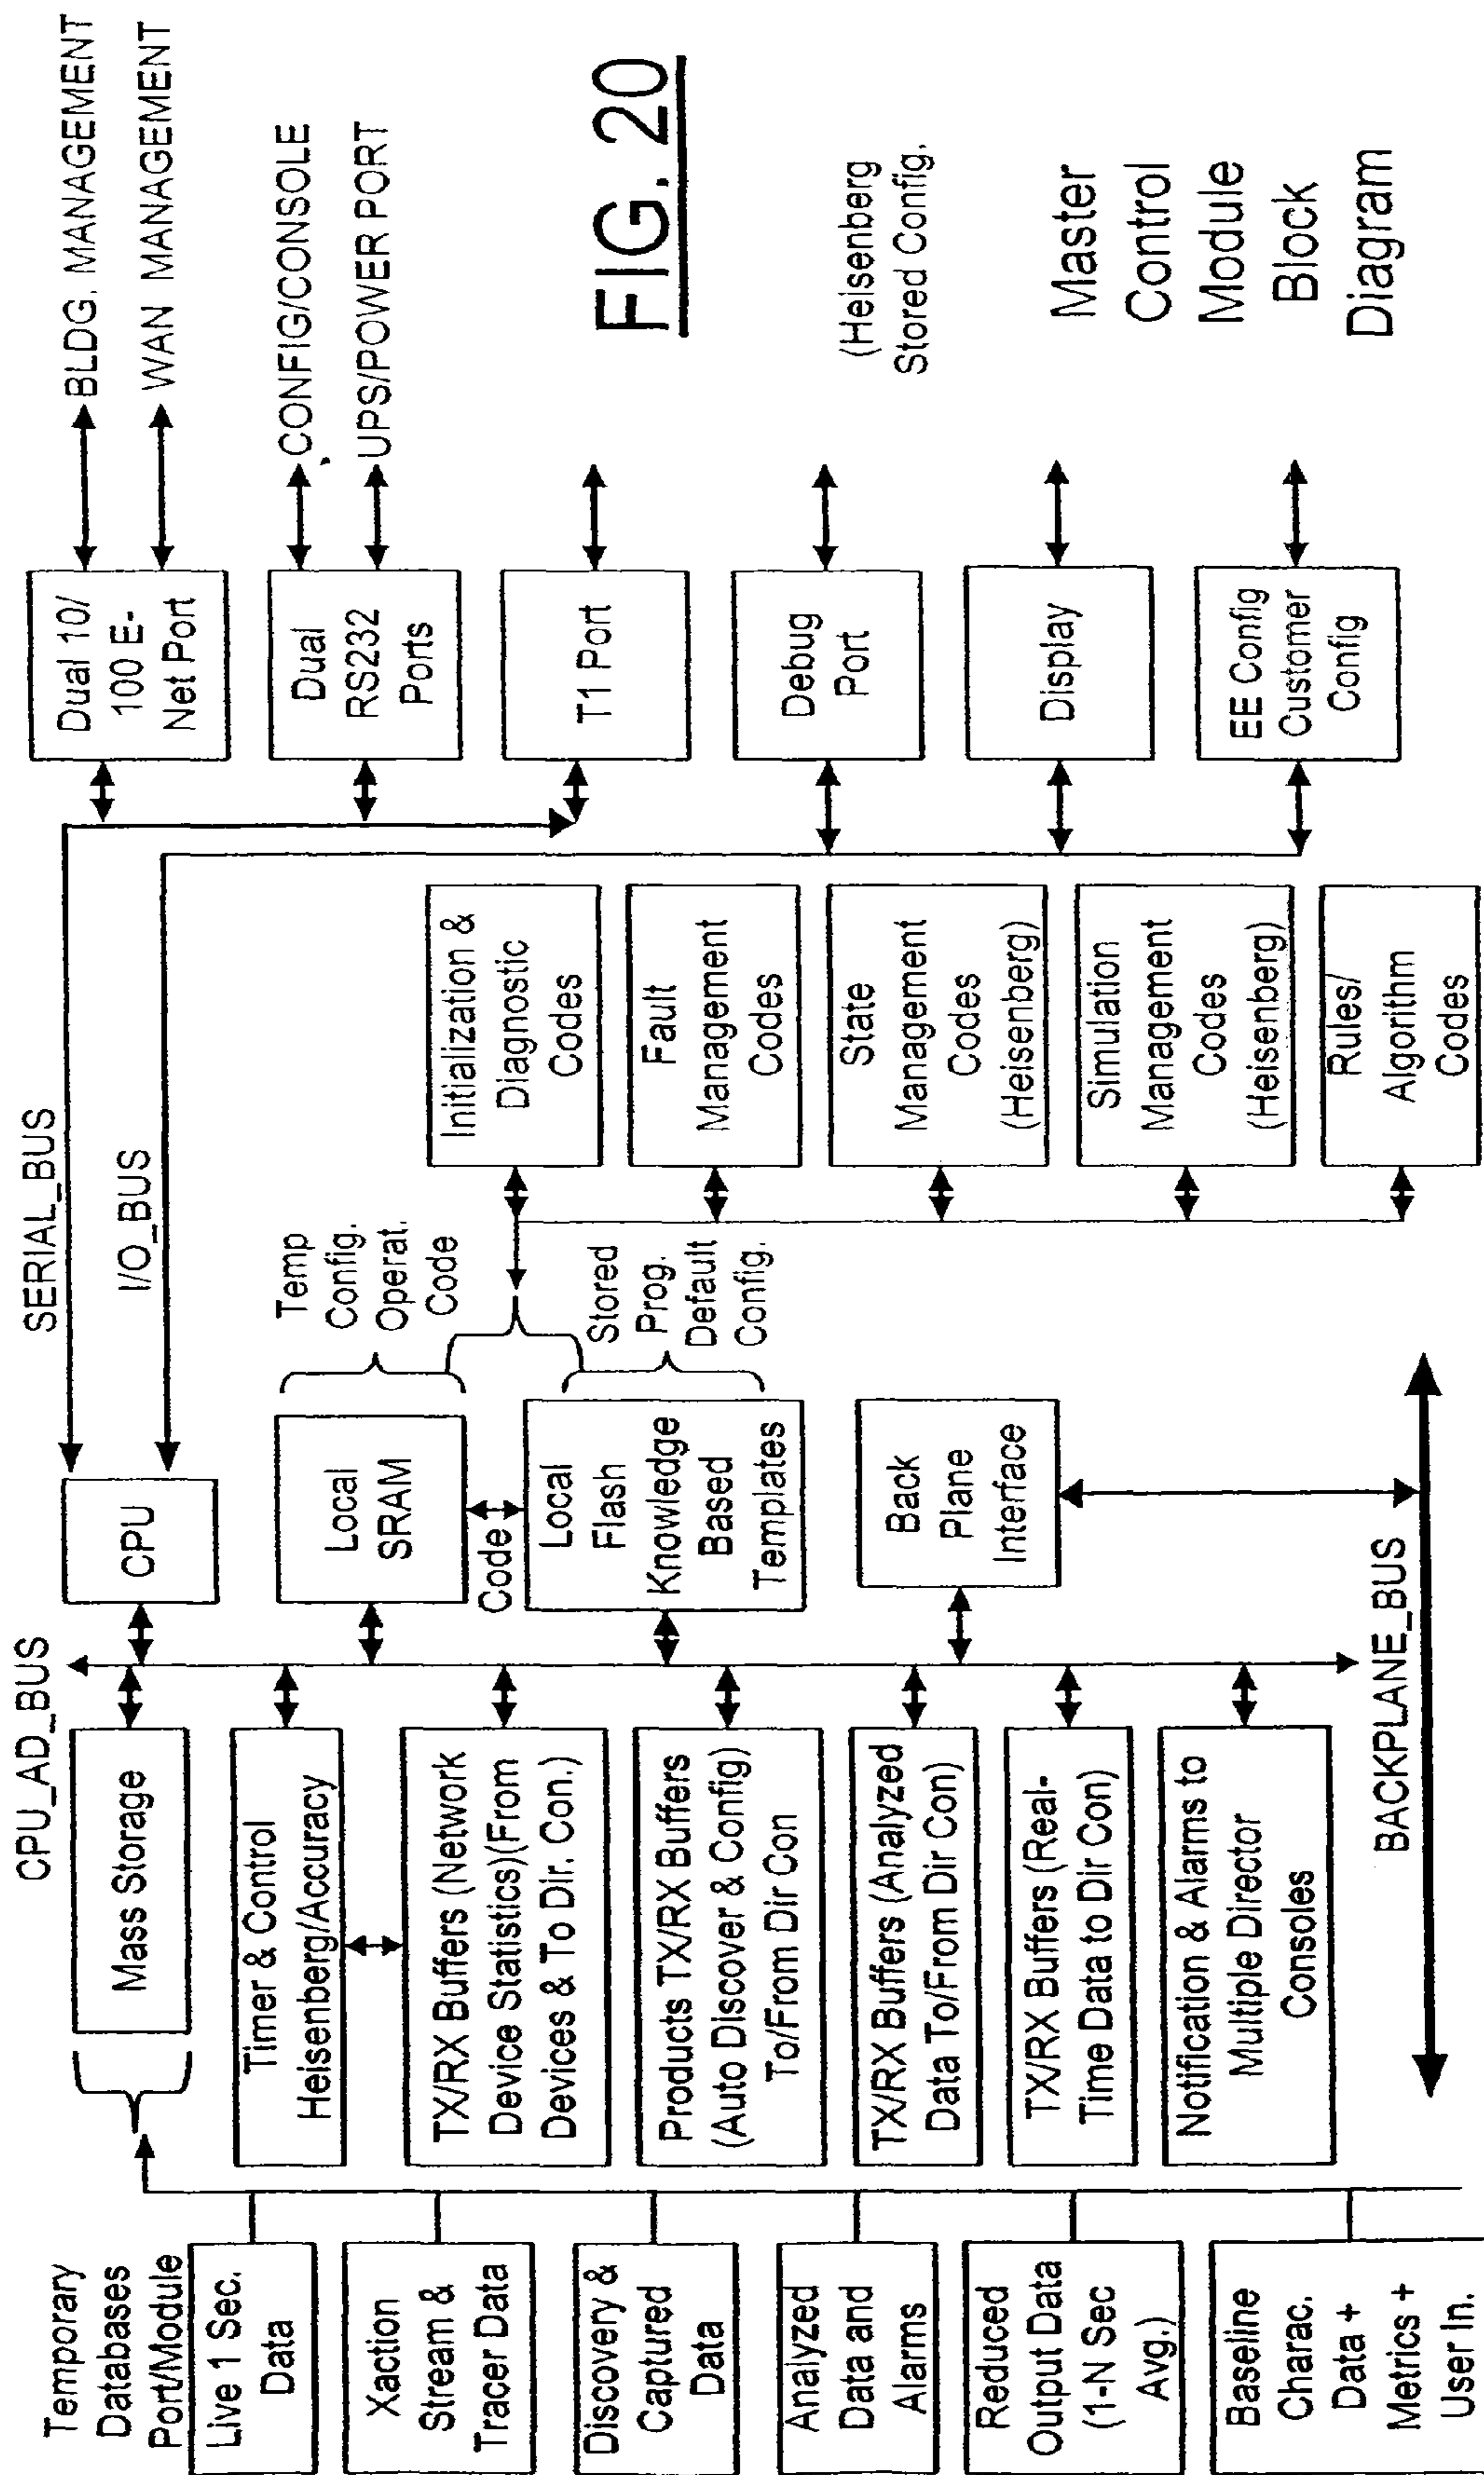 Temporary
Databases
Port/Module
Live 1 Sec.
Data
Xaction
Stream &
Tracer Data
Discovery &
Captured
Data
Analyzed
Data and
Alarms
Reduced
Output Data
(1-N Sec
Avg.)
Baseline
Charac.
Data +
Metrics +
User In.
CPU_AD_BUS
Mass Storage
Timer & Control
Heisenberg/Accuracy
TX/RX Buffers (Network
Device Statistics)(From
Devices & To Dir. Con.)
Products TX/RX Buffers
(Auto Discover & Config)
To/From Dir Con
TX/RX Buffers (Analyzed
Data To/From Dir Con)
TX/RX Buffers (Real-
Time Data to Dir Con)
Notification & Alarms to
Multiple Director
Consoles
BACKPLANE_BUS
CPU
Local
SRAM
Code
Local
Flash
Knowledge
Based
Templates
Back
Plane
Interface
SERIAL_BUS
I/O_BUS
Temp
Config.
Operat.
Code
Stored
Prog.
Default
Config.
Initialization &
Diagnostic
Codes
Fault
Management
Codes
State
Management
Codes
(Heisenberg)
Simulation
Management
Codes
(Heisenberg)
Rules/
Algorithm
Codes
Dual 10/
100 E-
Net Port
Dual
RS232
Ports
T1 Port
Debug
Port
Display
EE Config
Customer
Config
BLDG. MANAGEMENT
WAN MANAGEMENT
CONFIG/CONSOLE
UPS/POWER PORT
FIG. 20
(Heisenberg
Stored Config.
Master
Control
Module
Block
Diagram